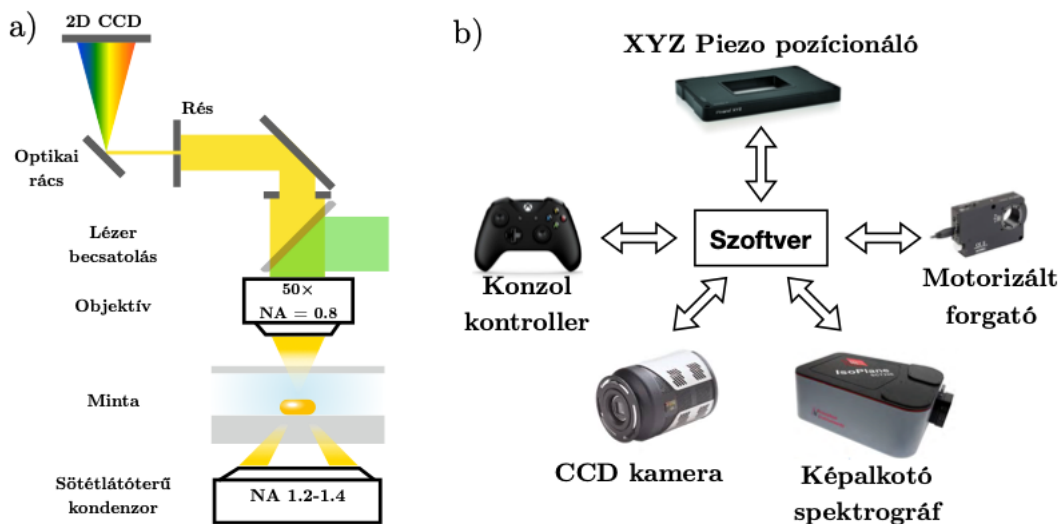 a)
2D CCD
Rés
Optikai
rács
Lézer
becsatolás
Objektív
50×
NA = 0.8
Minta
Sötétlátóterű
kondenzor
NA 1.2-1.4
b)
XYZ Piezo pozícionáló
Szoftver
Konzol
kontroller
Motorizált
forgató
IsoPlane
CCD kamera
Képalkotó
spektrográf